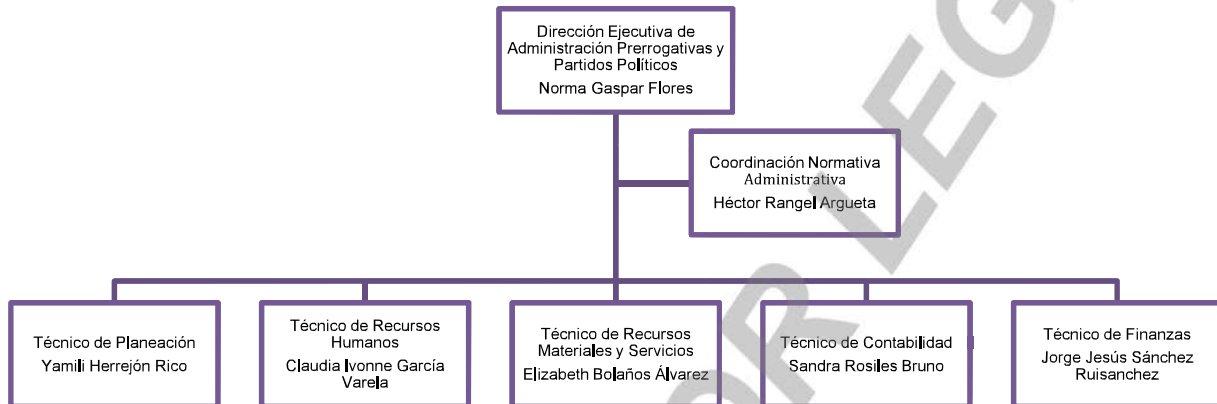 Dirección Ejecutiva de
Administración Prerrogativas y
Partidos Políticos
Norma Gaspar Flores
Coordinación Normativa
Administrativa
Héctor Rangel Argueta
Técnico de Planeación
Yamili Herrejón Rico
Técnico de Recursos
Humanos
Claudia Ivonne García
Varela
Técnico de Recursos
Materiales y Servicios
Elizabeth Bolaños Álvarez
Técnico de Contabilidad
Sandra Rosiles Bruno
Técnico de Finanzas
Jorge Jesús Sánchez
Ruisanchez